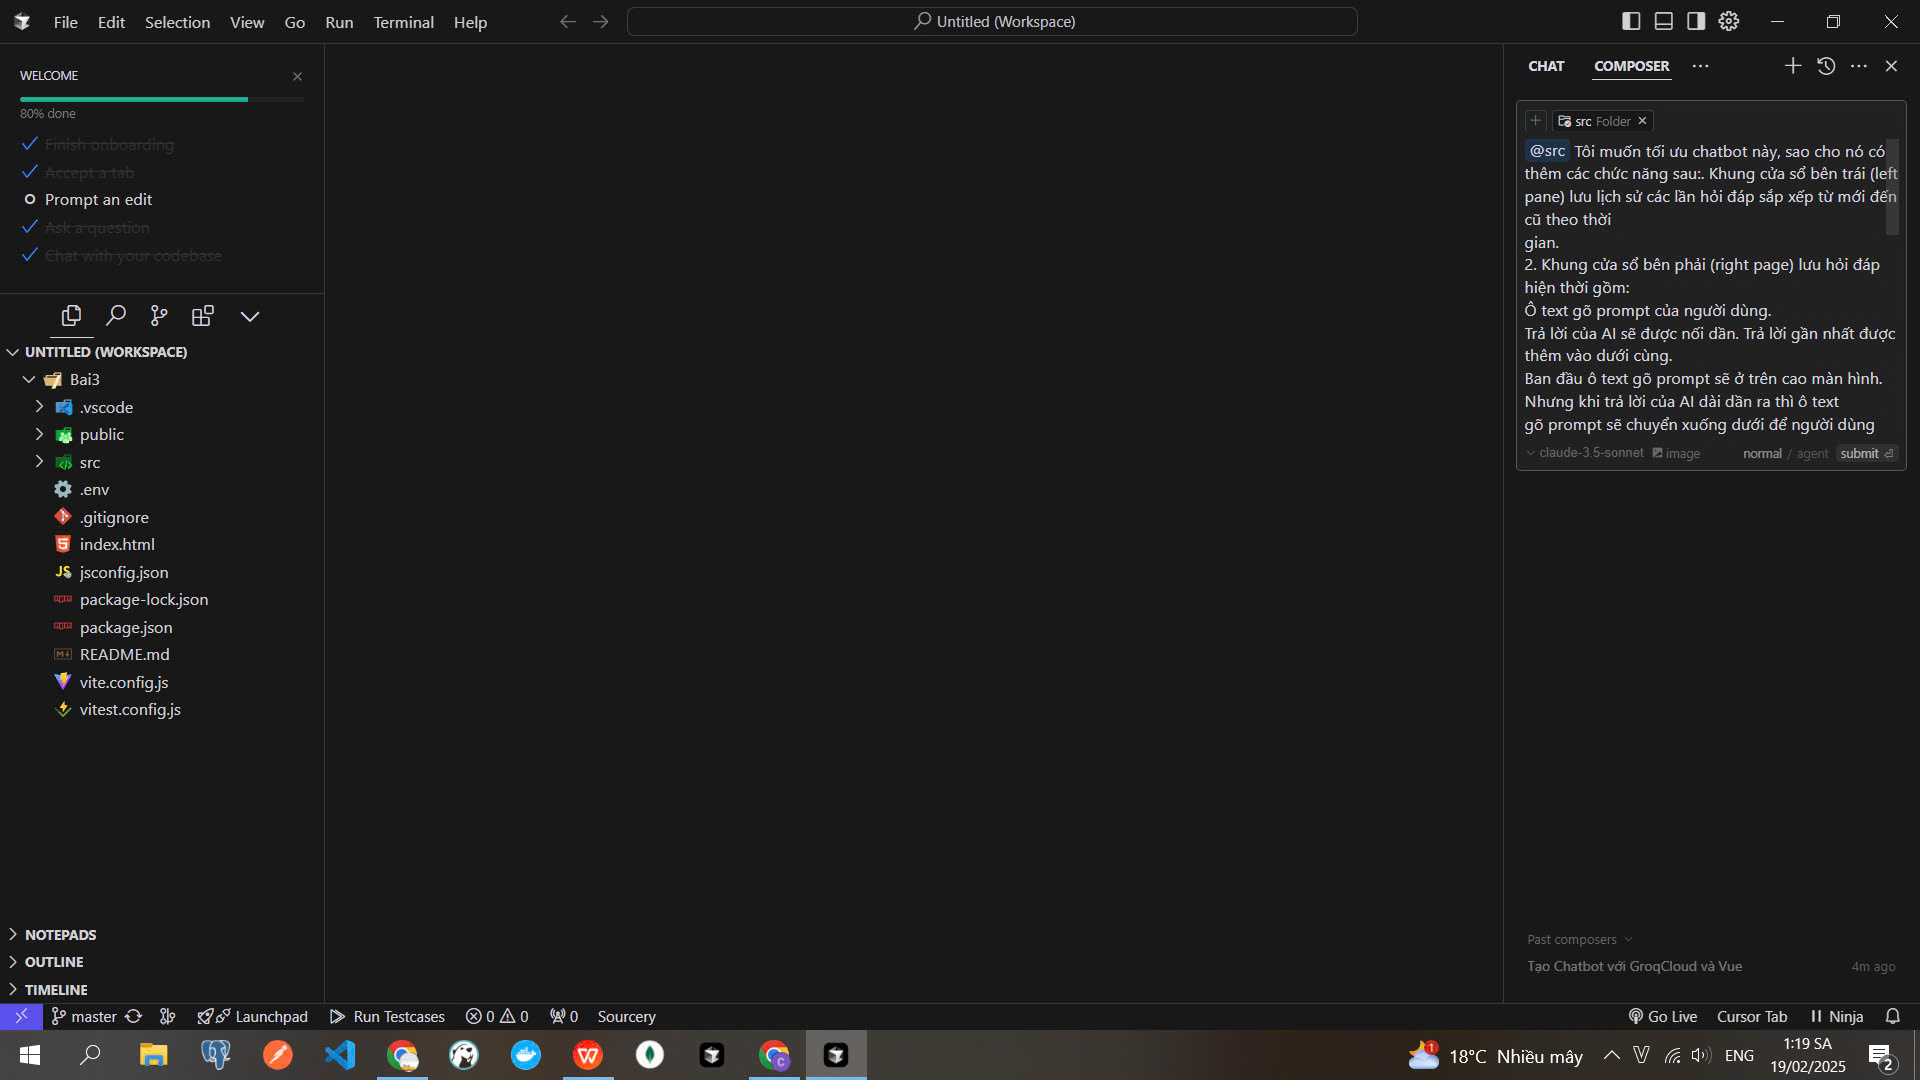 File Edit Selection View Go Run Terminal Help
Untitled (Workspace)
WELCOME
80% done
Finish onboarding
Accept a tab
Prompt an edit
Ask a question
Chat with your codebase
UNTITLED (WORKSPACE)
Bai3
.vscode
public
src
.env
.gitignore
index.html
JS jsconfig.json
package-lock.json
package.json
README.md
vite.config.js
vitest.config.js
NOTEPADS
OUTLINE
TIMELINE
CHAT COMPOSER
src Folder
@src Tôi muốn tối ưu chatbot này, sao cho nó có
thêm các chức năng sau:. Khung cửa sổ bên trái (left
pane) lưu lịch sử các lần hỏi đáp sắp xếp từ mới đến
cũ theo thời
gian.
2. Khung cửa sổ bên phải (right page) lưu hỏi đáp
hiện thời gồm:
Ô text gõ prompt của người dùng.
Trả lời của AI sẽ được nối dần. Trả lời gần nhất được
thêm vào dưới cùng.
Ban đầu ô text gõ prompt sẽ ở trên cao màn hình.
Nhưng khi trả lời của AI dài dần ra thì ô text
gõ prompt sẽ chuyển xuống dưới để người dùng
claude-3.5-sonnet image normal / agent submit
Past composers
Tạo Chatbot với GroqCloud và Vue 4m ago
master Launchpad Run Testcases 0 0 0 Sourcery
Go Live Cursor Tab Ninja
1 18°C Nhiều mây V ENG
1:19 SA
19/02/2025
2